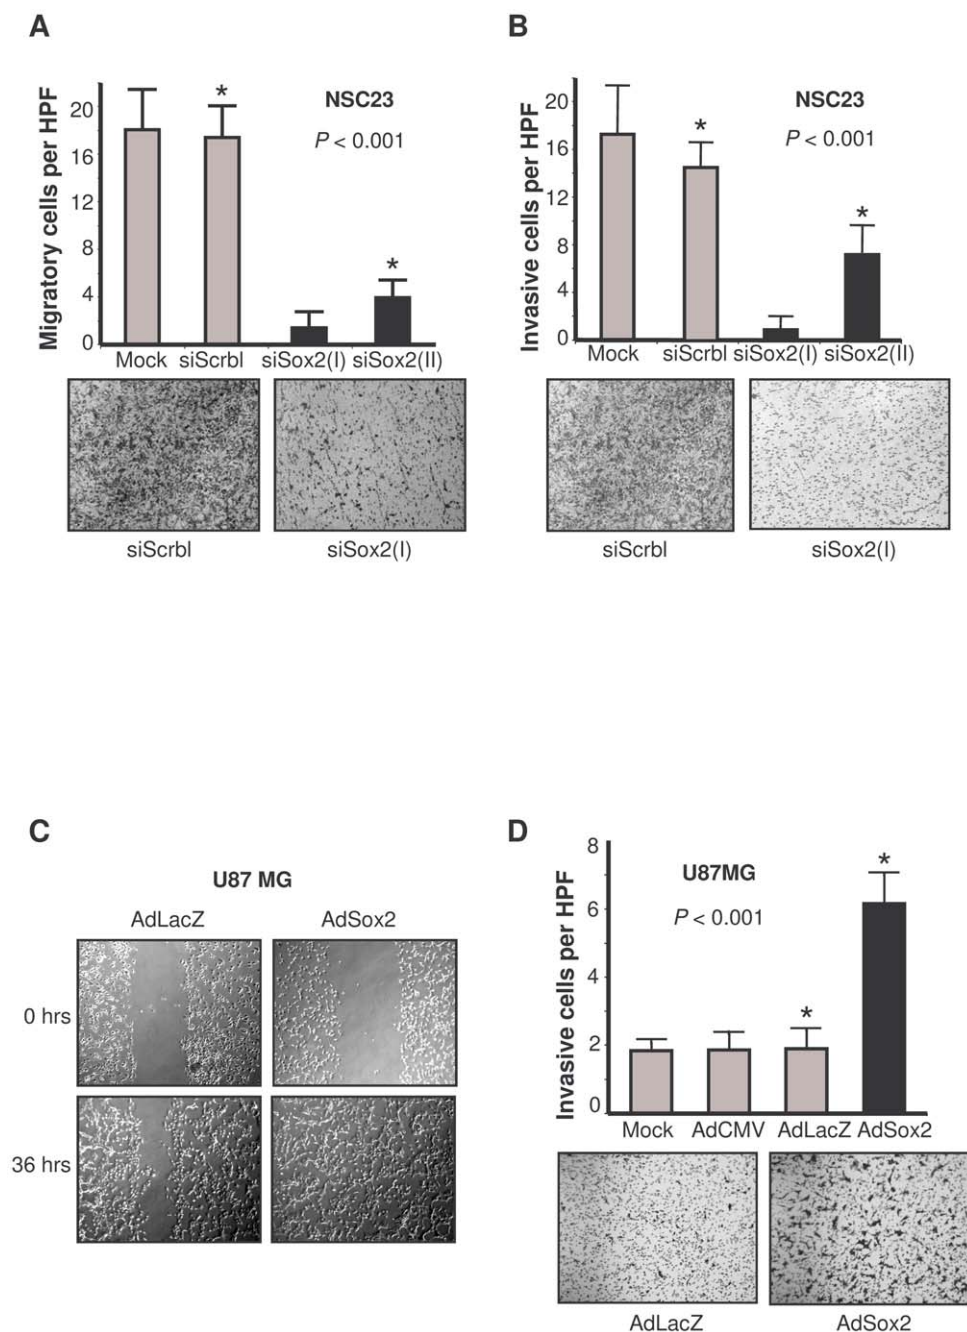 A
Migratory cells per HPF
20
16
12
8
4
0
*
*
NSC23
P < 0.001
Mock siScrbl siSox2(I) siSox2(II)
siScrbl siSox2(I)
B
Invasive cells per HPF
20
16
12
8
4
0
*
*
NSC23
P < 0.001
Mock siScrbl siSox2(I) siSox2(II)
siScrbl siSox2(I)
C
U87 MG
AdLacZ AdSox2
0 hrs
36 hrs
D
Invasive cells per HPF
8
6
4
2
0
*
*
U87MG
P < 0.001
Mock AdCMV AdLacZ AdSox2
AdLacZ AdSox2